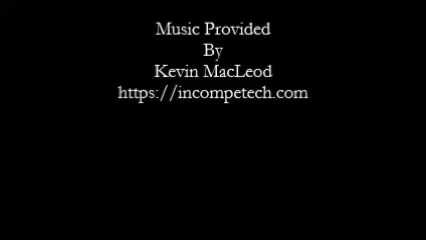 Music Provided
By
Kevin MacLeod
https://incompetech.com